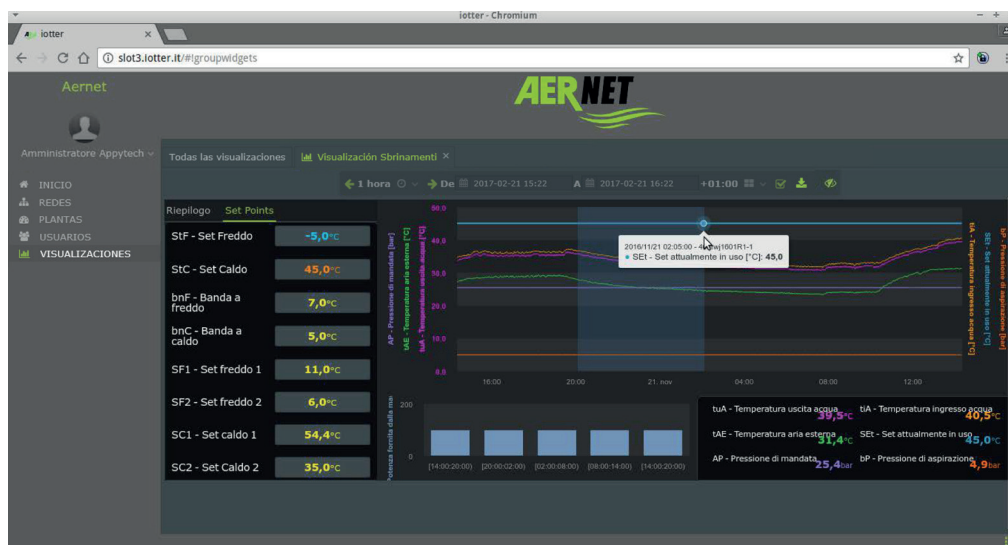 iotter - Chromium
iotter
slot3.iotter.it/#!groupwidgets
Aernet
AERNET
Amministratore Appytech
INICIO
REDES
PLANTAS
USUARIOS
VISUALIZACIONES
Todas las visualizaciones
Visualización Sbrinamenti ×
1 hora
De 2017-02-21 15:22
A 2017-02-21 16:22
+01:00
Riepilogo Set Points
StF - Set Freddo -5,0°C
StC - Set Caldo 45,0°C
bnF - Banda a freddo 7,0°C
bnC - Banda a caldo 5,0°C
SF1 - Set freddo 1 11,0°C
SF2 - Set freddo 2 6,0°C
SC1 - Set caldo 1 54,4°C
SC2 - Set Caldo 2 35,0°C
AP - Pressione di mandata [bar]
tAE - Temperatura aria esterna [°C]
tuA - Temperatura uscita acqua [°C]
50.0
40.0
30.0
20.0
10.0
0.0
2016/11/21 02:05:00
SEt - Set attualmente in uso [°C]: 45,0
16:00 20:00 21. nov 04:00 08:00 12:00
tiA - Temperatura ingresso acqua [°C]
SEt - Set attualmente in uso [°C]
bP - Pressione di aspirazione [bar]
Potenza fornita dalla
200
0
[14:00:20:00) [20:00:02:00) [02:00:08:00) [08:00:14:00) [14:00:20:00)
tuA - Temperatura uscita acqua 39,5°C
tiA - Temperatura ingresso acqua 40,5°C
tAE - Temperatura aria esterna 31,4°C
SEt - Set attualmente in uso 45,0°C
AP - Pressione di mandata 25,4bar
bP - Pressione di aspirazione 4,9bar